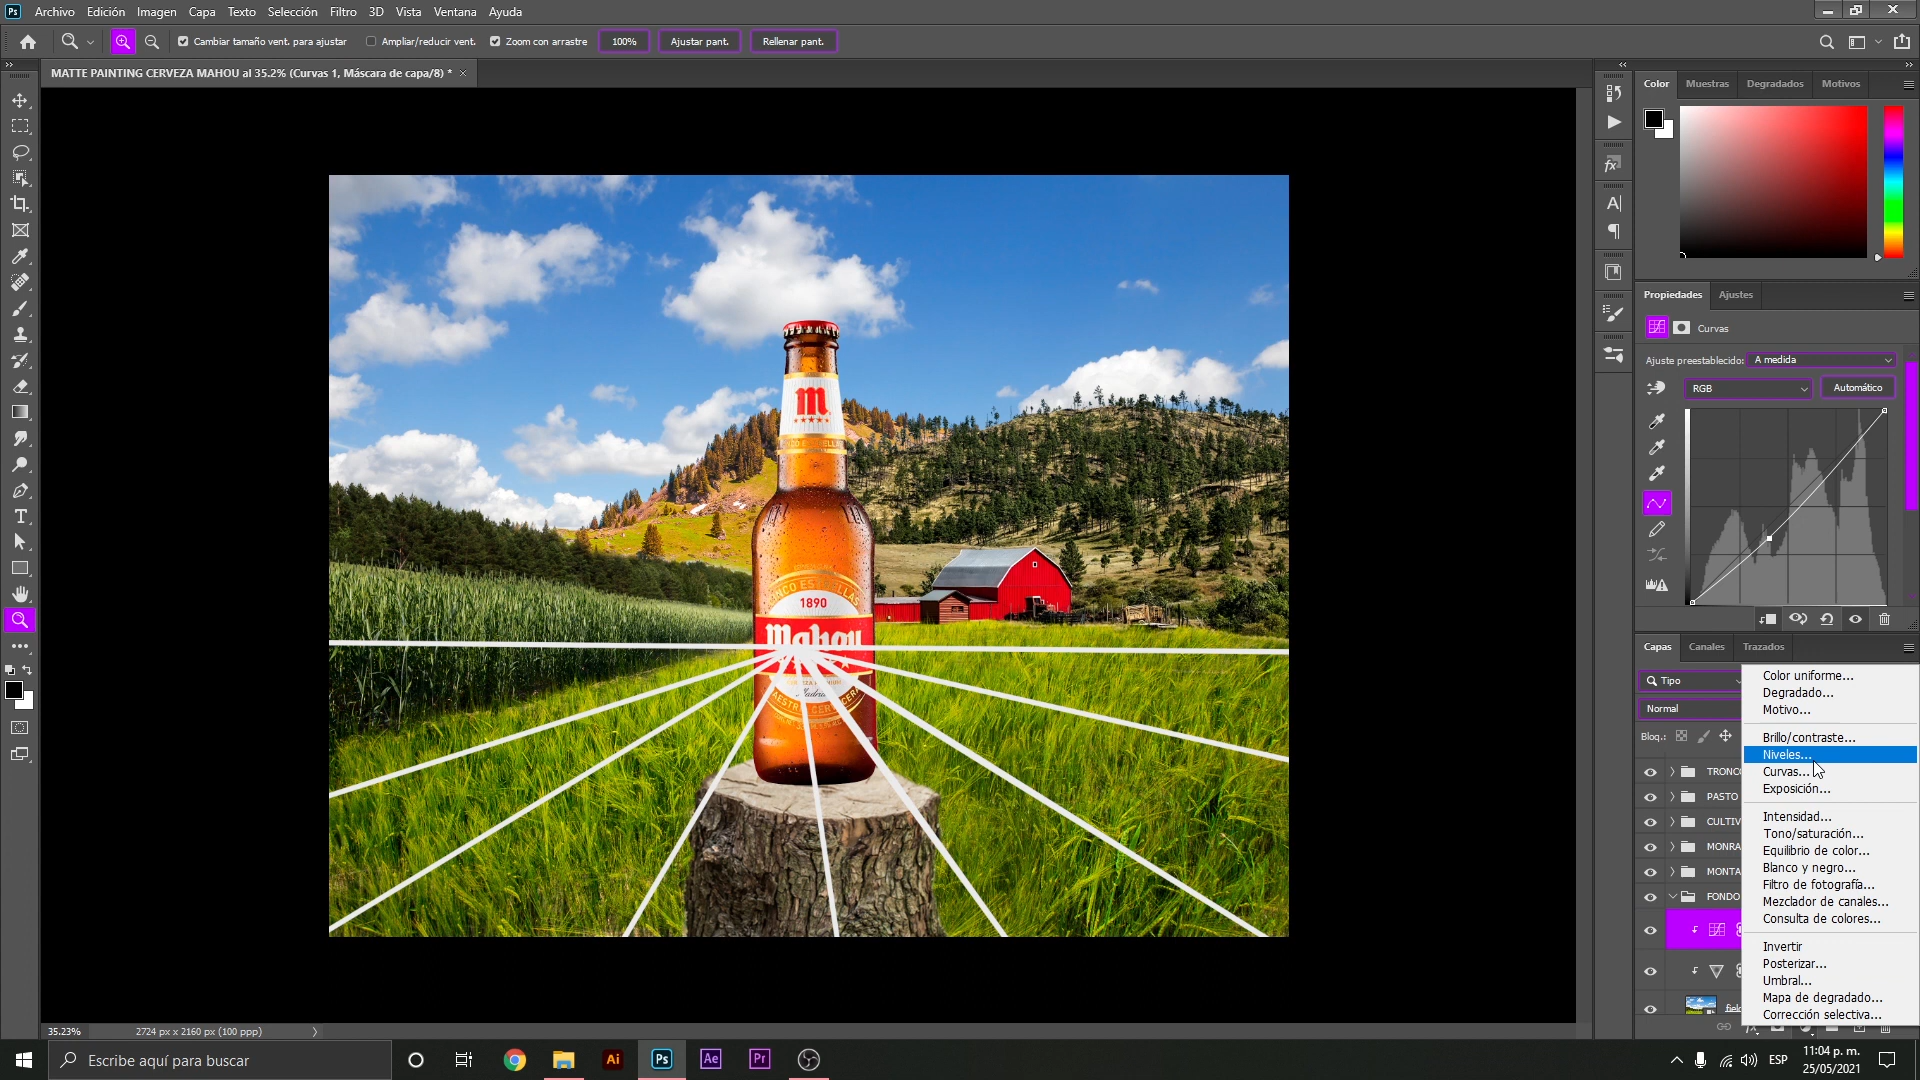 Ps Archivo Edición Imagen Capa Texto Selección Filtro 3D Vista Ventana Ayuda
Cambiar tamaño vent. para ajustar Ampliar/reducir vent. Zoom con arrastre 100% Ajustar pant. Rellenar pant.
MATTE PAINTING CERVEZA MAHOU al 35.2% (Curvas 1, Máscara de capa/8) * ×
Color Muestras Degradados Motivos
Propiedades Ajustes
Curvas
Ajuste preestablecido: A medida
RGB Automático
m
1890
Mahou
Madrid
Capas Canales Trazados
Tipo
Normal
Bloq.:
TRONCO
PASTO
CULTIV
MONRA
MONTA
FONDO
field
Color uniforme...
Degradado...
Motivo...
Brillo/contraste...
Niveles...
Curvas...
Exposición...
Intensidad...
Tono/saturación...
Equilibrio de color...
Blanco y negro...
Filtro de fotografía...
Mezclador de canales...
Consulta de colores...
Invertir
Posterizar...
Umbral...
Mapa de degradado...
Corrección selectiva...
35.23% 2724 px x 2160 px (100 ppp)
Escribe aquí para buscar
Ai Ps Ae Pr
ESP
11:04 p. m.
25/05/2021